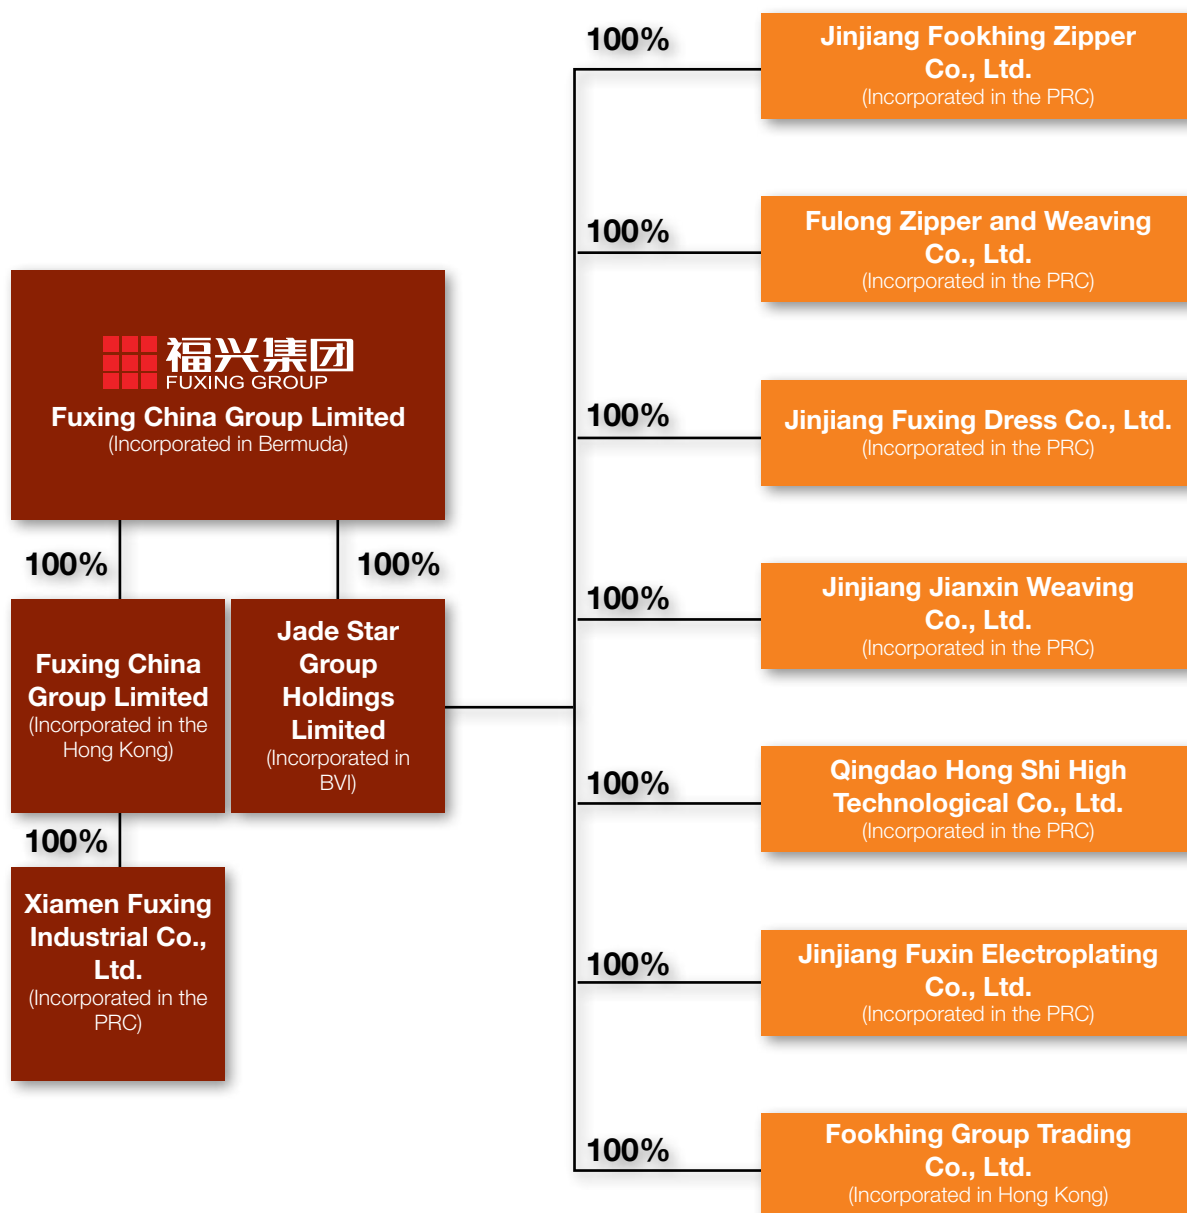 福兴集团
FUXING GROUP
Fuxing China Group Limited
(Incorporated in Bermuda)
100%
100%
Fuxing China
Group Limited
(Incorporated in the
Hong Kong)
Jade Star
Group
Holdings
Limited
(Incorporated in
BVI)
100%
Xiamen Fuxing
Industrial Co.,
Ltd.
(Incorporated in the
PRC)
100%
Jinjiang Fookhing Zipper
Co., Ltd.
(Incorporated in the PRC)
100%
Fulong Zipper and Weaving
Co., Ltd.
(Incorporated in the PRC)
100%
Jinjiang Fuxing Dress Co., Ltd.
(Incorporated in the PRC)
100%
Jinjiang Jianxin Weaving
Co., Ltd.
(Incorporated in the PRC)
100%
Qingdao Hong Shi High
Technological Co., Ltd.
(Incorporated in the PRC)
100%
Jinjiang Fuxin Electroplating
Co., Ltd.
(Incorporated in the PRC)
100%
Fookhing Group Trading
Co., Ltd.
(Incorporated in Hong Kong)